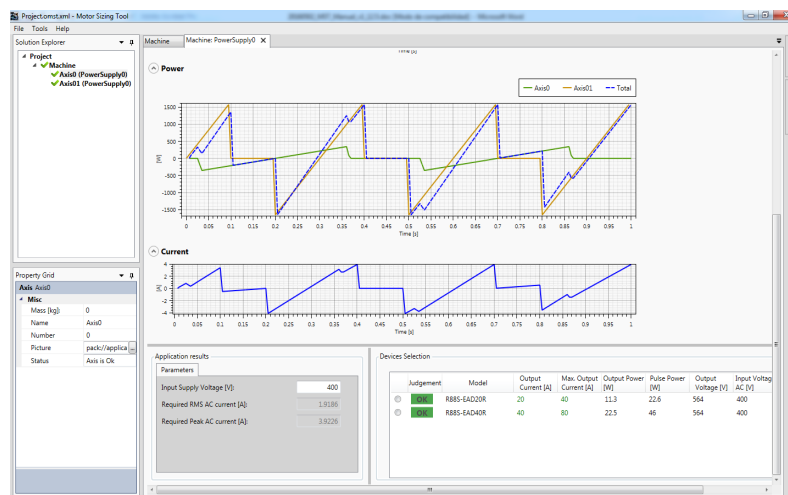 Project.omst.xml - Motor Sizing Tool
File Tools Help
Solution Explorer
Project
Machine
Axis0 (PowerSupply0)
Axis01 (PowerSupply0)
Machine Machine: PowerSupply0
Time [s]
Power
Axis0 Axis01 Total
1500
1000
500
0
-500
-1000
-1500
[W]
0 0.05 0.1 0.15 0.2 0.25 0.3 0.35 0.4 0.45 0.5 0.55 0.6 0.65 0.7 0.75 0.8 0.85 0.9 0.95 1
Time [s]
Current
4
2
0
-2
-4
[A]
0 0.05 0.1 0.15 0.2 0.25 0.3 0.35 0.4 0.45 0.5 0.55 0.6 0.65 0.7 0.75 0.8 0.85 0.9 0.95 1
Time [s]
Property Grid
Axis Axis0
Misc
Mass [kg] 0
Name Axis0
Number 0
Picture pack://applica ...
Status Axis is Ok
Application results
Parameters
Input Supply Voltage [V]: 400
Required RMS AC current [A]: 1.9186
Required Peak AC current [A]: 3.9226
Devices Selection
Judgement Model Output Current [A] Max. Output Current [A] Output Power [W] Pulse Power [W] Output Voltage [V] Input Voltag AC [V]
OK R88S-EAD20R 20 40 11.3 22.6 564 400
OK R88S-EAD40R 40 80 22.5 46 564 400